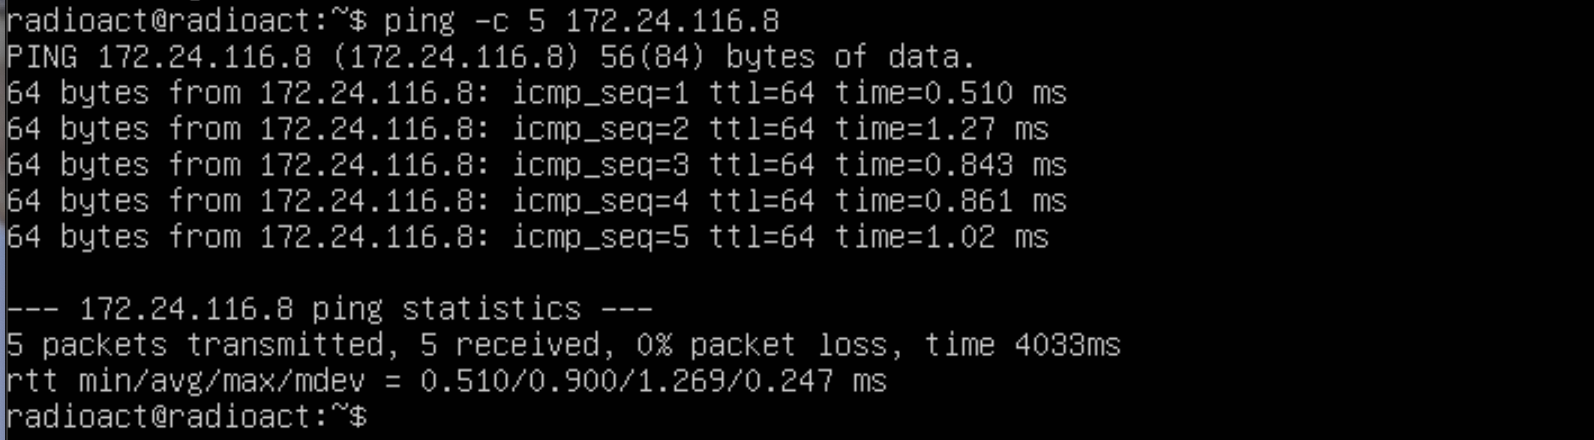 radioact@radioact:~$ ping -c 5 172.24.116.8
PING 172.24.116.8 (172.24.116.8) 56(84) bytes of data.
64 bytes from 172.24.116.8: icmp_seq=1 ttl=64 time=0.510 ms
64 bytes from 172.24.116.8: icmp_seq=2 ttl=64 time=1.27 ms
64 bytes from 172.24.116.8: icmp_seq=3 ttl=64 time=0.843 ms
64 bytes from 172.24.116.8: icmp_seq=4 ttl=64 time=0.861 ms
64 bytes from 172.24.116.8: icmp_seq=5 ttl=64 time=1.02 ms
--- 172.24.116.8 ping statistics ---
5 packets transmitted, 5 received, 0% packet loss, time 4033ms
rtt min/avg/max/mdev = 0.510/0.900/1.269/0.247 ms
radioact@radioact:~$